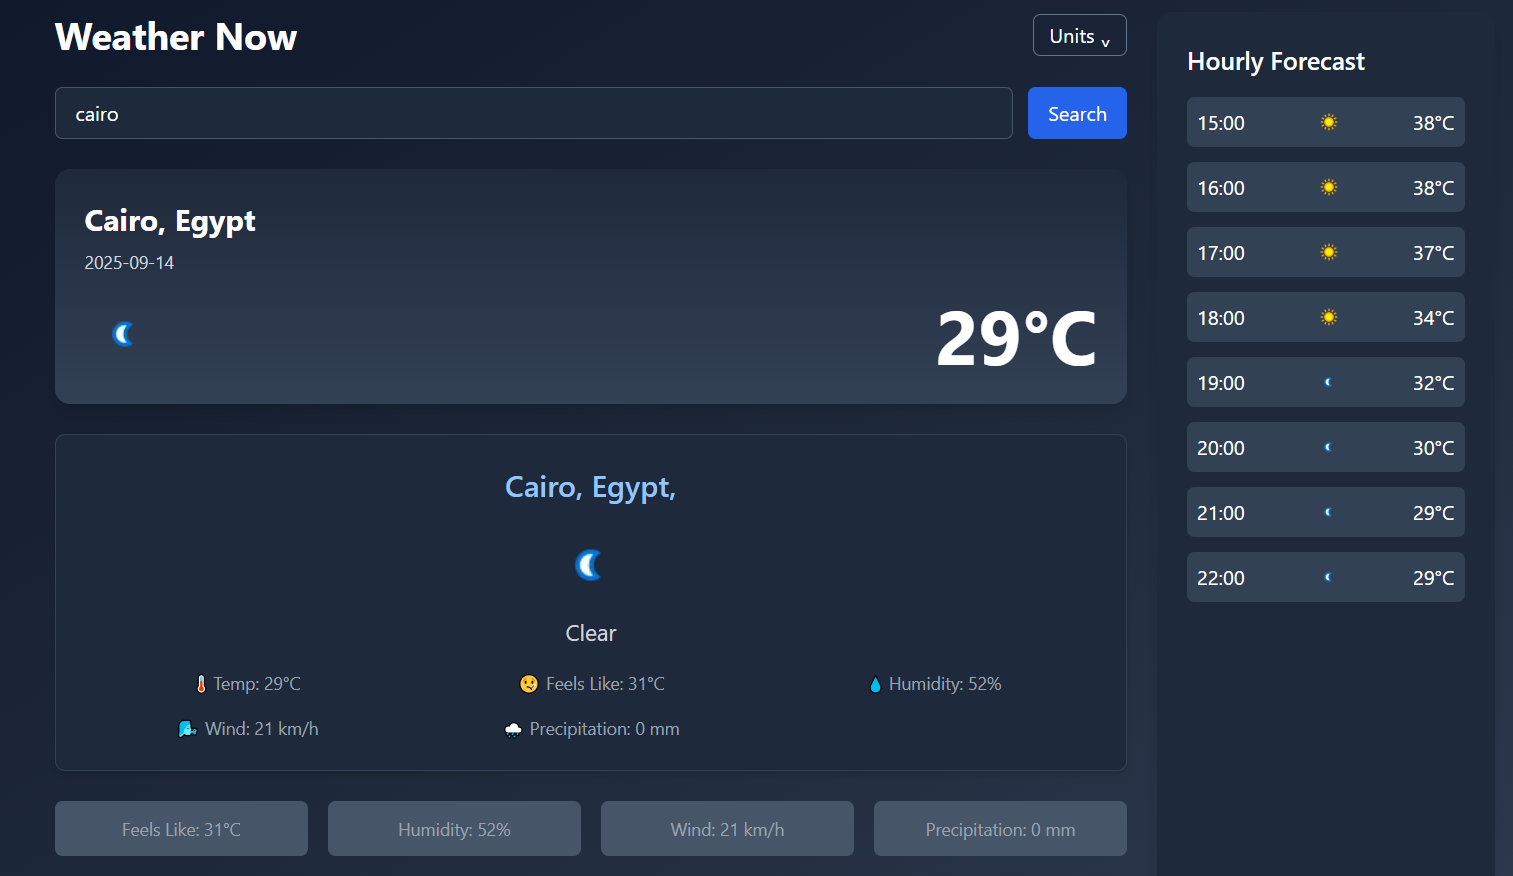 Weather Now
Units v
cairo
Search
Cairo, Egypt
2025-09-14
29°C
Cairo, Egypt,
Clear
Temp: 29°C
Feels Like: 31°C
Humidity: 52%
Wind: 21 km/h
Precipitation: 0 mm
Feels Like: 31°C
Humidity: 52%
Wind: 21 km/h
Precipitation: 0 mm
Hourly Forecast
15:00 38°C
16:00 38°C
17:00 37°C
18:00 34°C
19:00 32°C
20:00 30°C
21:00 29°C
22:00 29°C